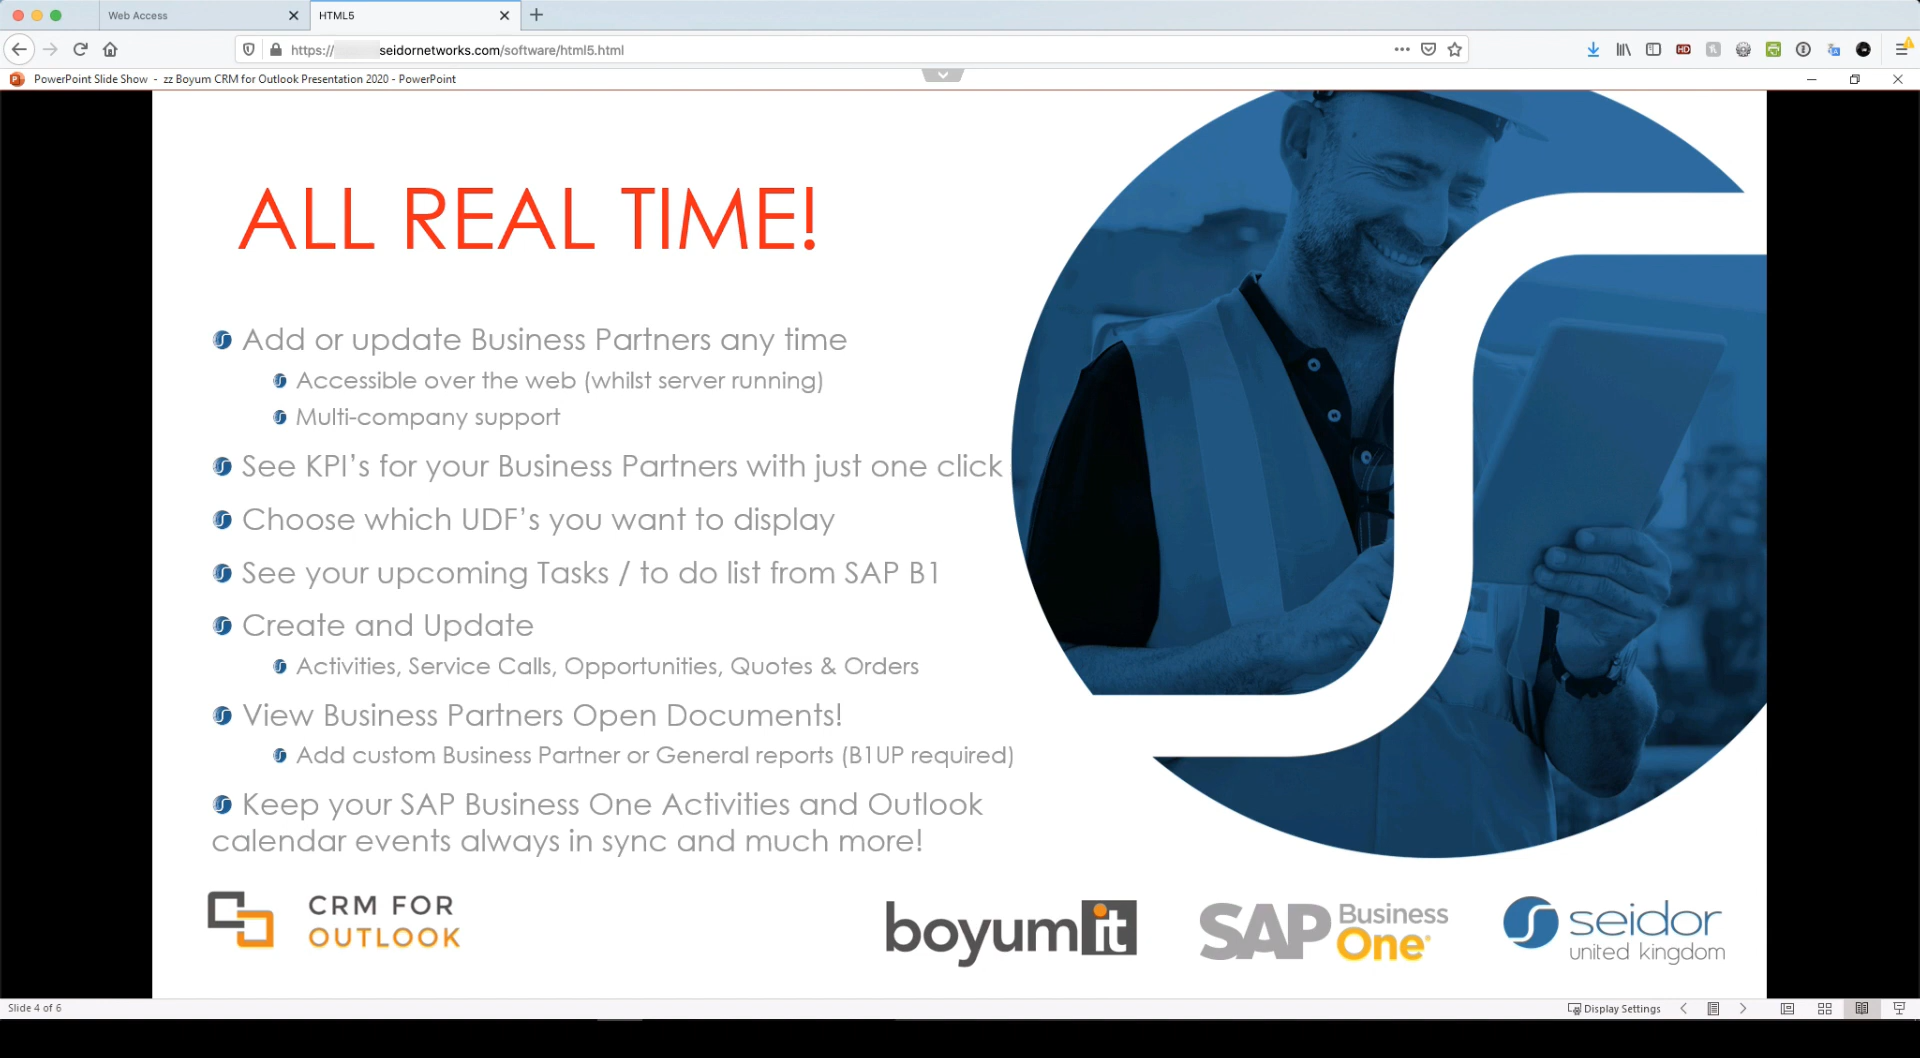 Web Access
HTML5
https:// seidornetworks.com/software/html5.html
HD
PowerPoint Slide Show - zz Boyum CRM for Outlook Presentation 2020 - PowerPoint
ALL REAL TIME!
Add or update Business Partners any time
Accessible over the web (whilst server running)
Multi-company support
See KPI's for your Business Partners with just one click
Choose which UDF's you want to display
See your upcoming Tasks / to do list from SAP B1
Create and Update
Activities, Service Calls, Opportunities, Quotes & Orders
View Business Partners Open Documents!
Add custom Business Partner or General reports (B1UP required)
Keep your SAP Business One Activities and Outlook
calendar events always in sync and much more!
CRM FOR
OUTLOOK
boyum it
SAP Business
One
seidor
united kingdom
Slide 4 of 6
Display Settings